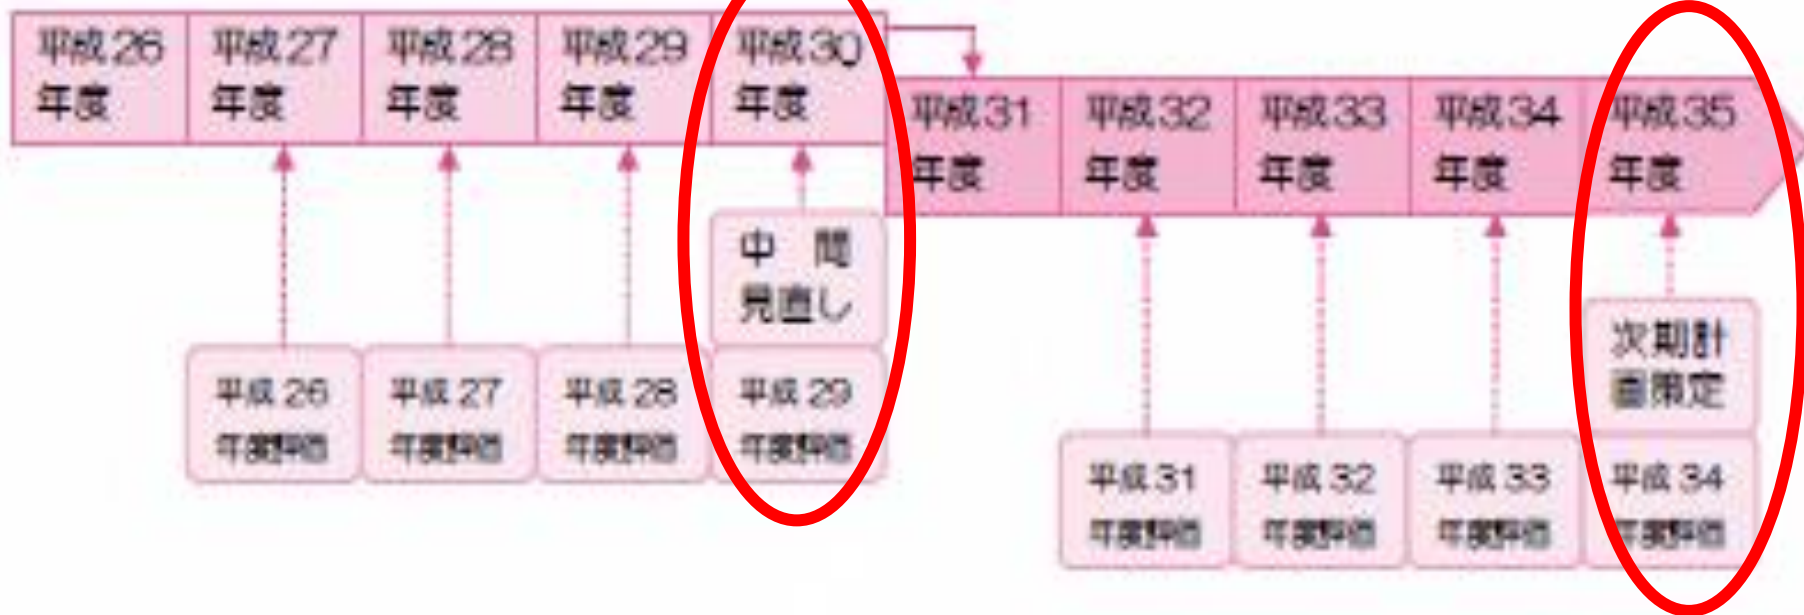 平成26
年度
平成27
年度
平成28
年度
平成29
年度
平成30
年度
平成31
年度
平成32
年度
平成33
年度
平成34
年度
平成35
年度
中　間
見直し
次期計
画策定
平成26
年度評価
平成27
年度評価
平成28
年度評価
平成29
年度評価
平成31
年度評価
平成32
年度評価
平成33
年度評価
平成34
年度評価